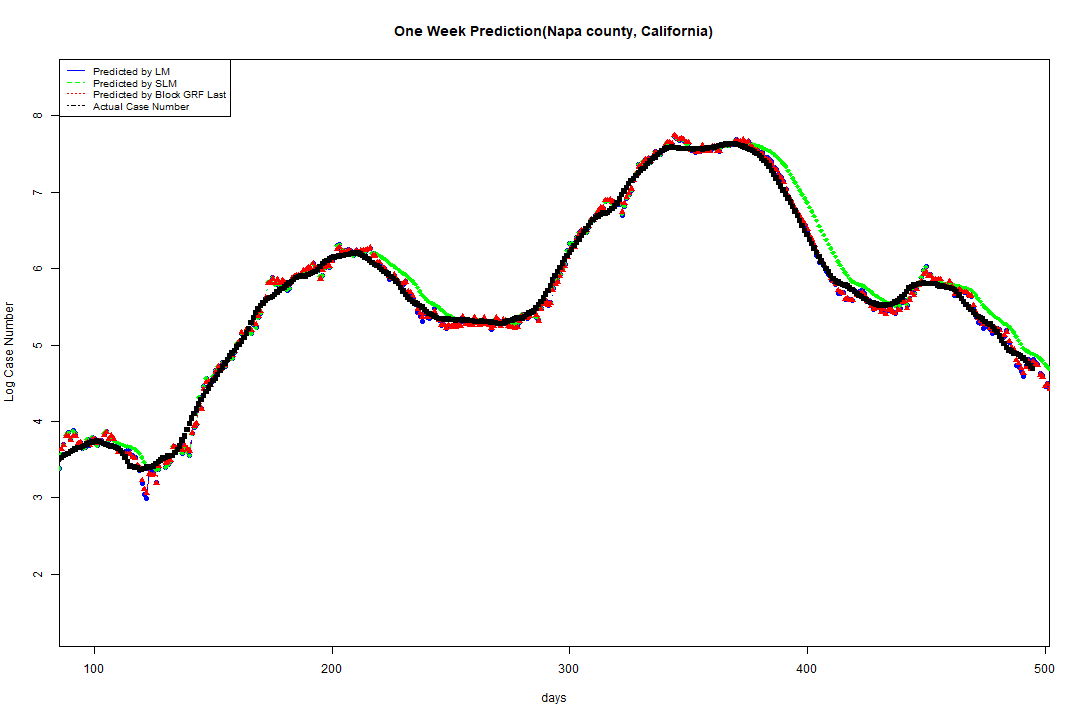 One Week Prediction(Napa county, California)
Predicted by LM
Predicted by SLM
Predicted by Block GRF Last
Actual Case Number
8
7
6
5
4
3
2
Log Case Number
100 200 300 400 500
days